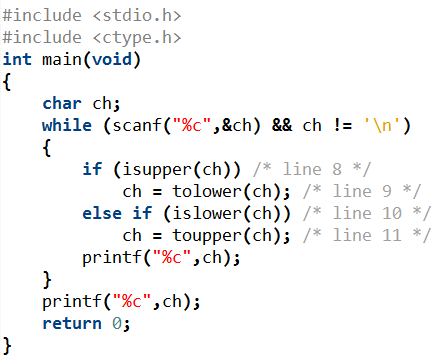 #include <stdio.h>
#include <ctype.h>
int main(void)
{
    char ch;
    while (scanf("%c",&ch) && ch != '\n')
    {
        if (isupper(ch)) /* line 8 */
            ch = tolower(ch); /* line 9 */
        else if (islower(ch)) /* line 10 */
            ch = toupper(ch); /* line 11 */
        printf("%c",ch);
    }
    printf("%c",ch);
    return 0;
}